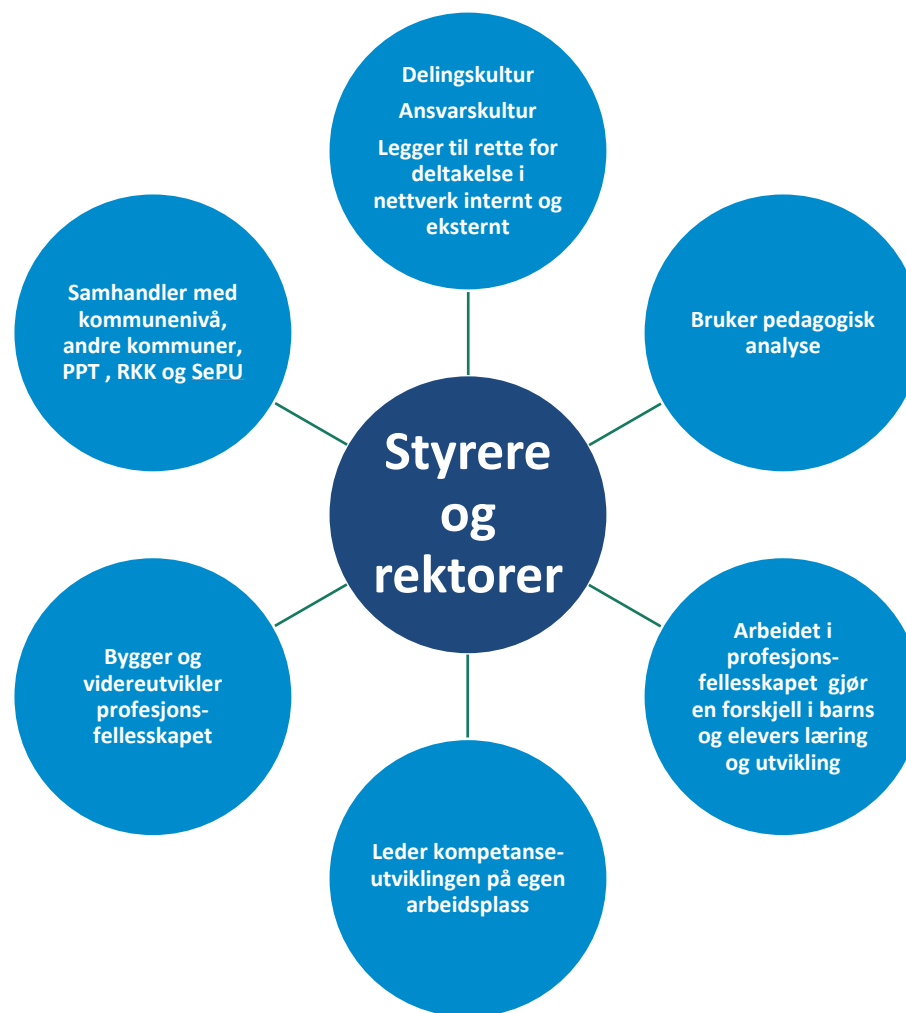 Delingskultur
Ansvarskultur
Legger til rette for
deltakelse i
nettverk internt og
eksternt
Bruker pedagogisk
analyse
Arbeidet i
profesjons-
fellesskapet gjør
en forskjell i barns
og elevers læring
og utvikling
Leder kompetanse-
utviklingen på egen
arbeidsplass
Bygger og
videreutvikler
profesjons-
fellesskapet
Samhandler med
kommunenivå,
andre kommuner,
PPT , RKK og SePU
Styrere
og
rektorer